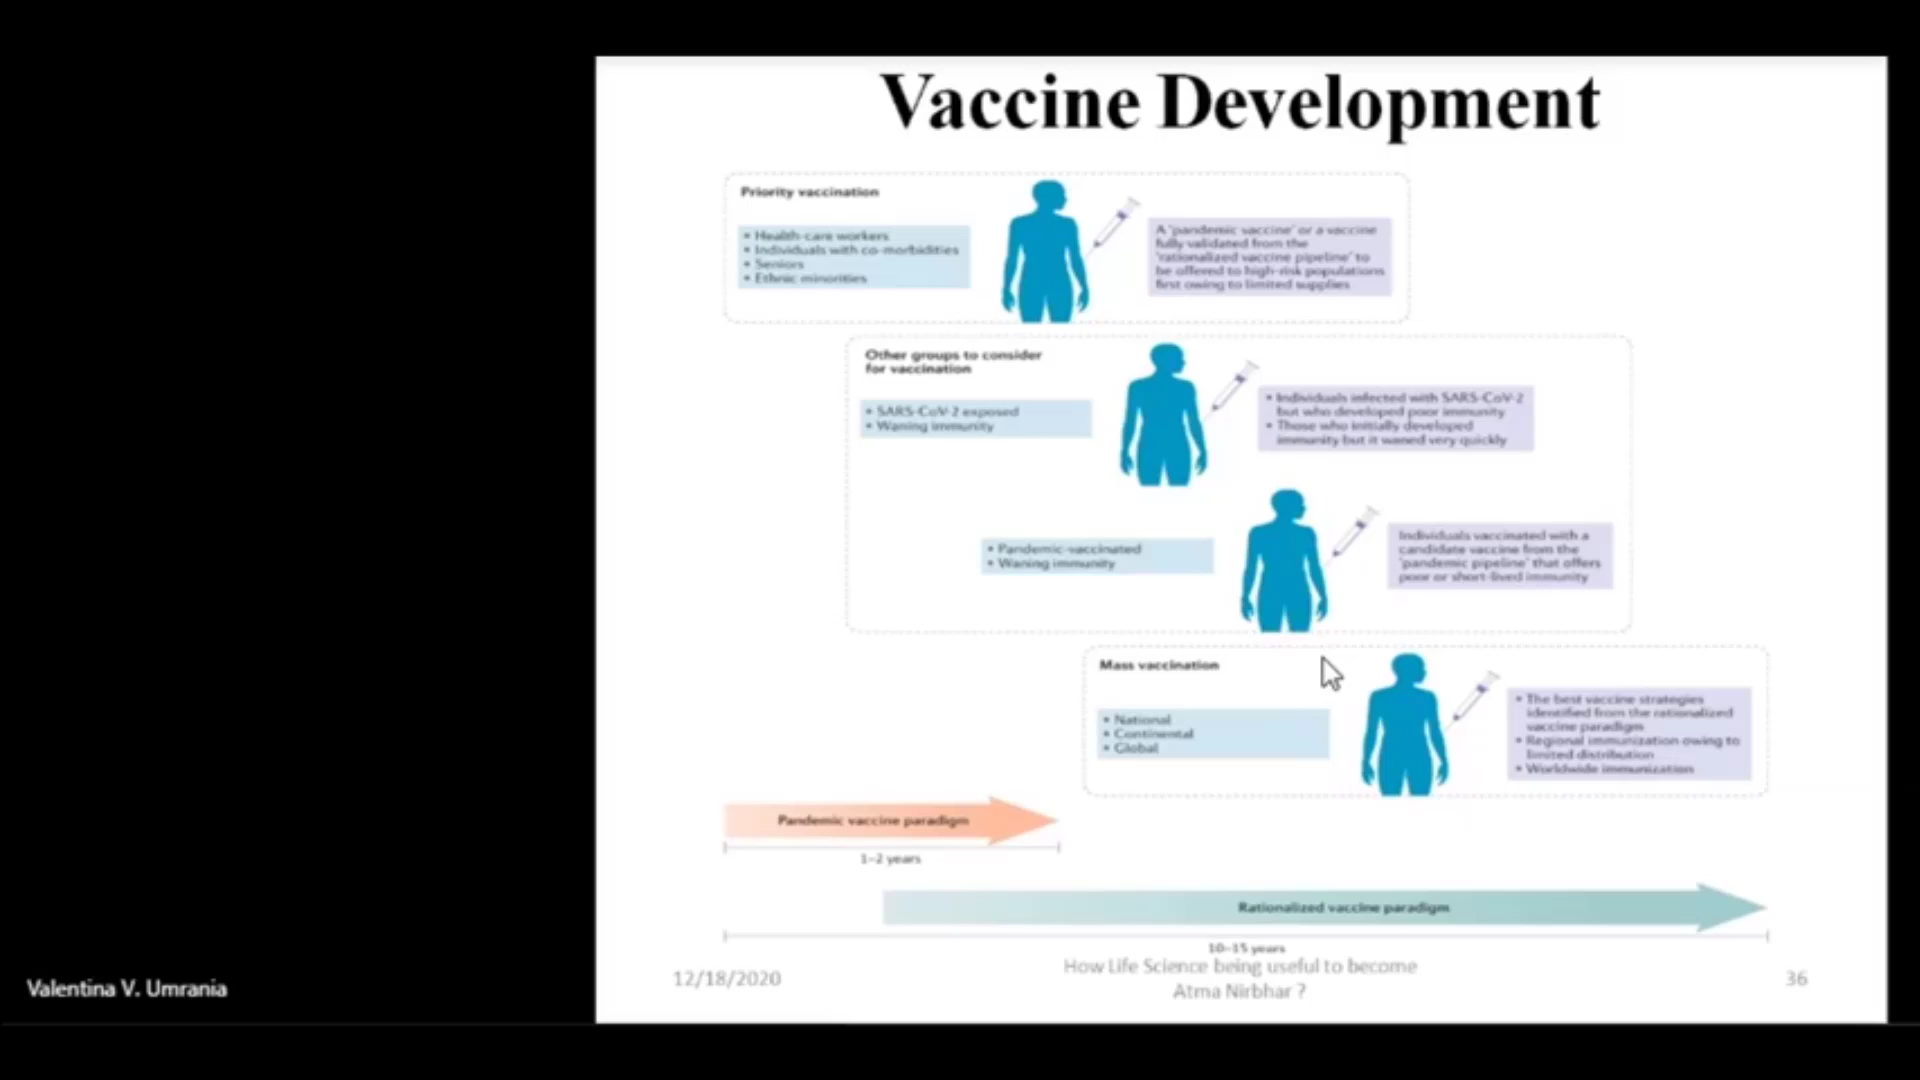 Vaccine Development
Priority vaccination
• Health-care workers
• Individuals with co-morbidities
• Seniors
• Ethnic minorities
A 'pandemic vaccine' or a vaccine
fully validated from the
'rationalized vaccine pipeline' to
be offered to high-risk populations
first owing to limited supplies
Other groups to consider
for vaccination
• SARS-CoV-2 exposed
• Waning immunity
• Individuals infected with SARS-CoV-2
but who developed poor immunity
• Those who initially developed
immunity but it waned very quickly
• Pandemic-vaccinated
• Waning immunity
Individuals vaccinated with a
candidate vaccine from the
'pandemic pipeline' that offers
poor or short-lived immunity
Mass vaccination
• National
• Continental
• Global
• The best vaccine strategies
identified from the rationalized
vaccine paradigm
• Regional immunization owing to
limited distribution
• Worldwide immunization
Pandemic vaccine paradigm
1–2 years
Rationalized vaccine paradigm
10–15 years
12/18/2020
How Life Science being useful to become
Atma Nirbhar ?
36
Valentina V. Umrania